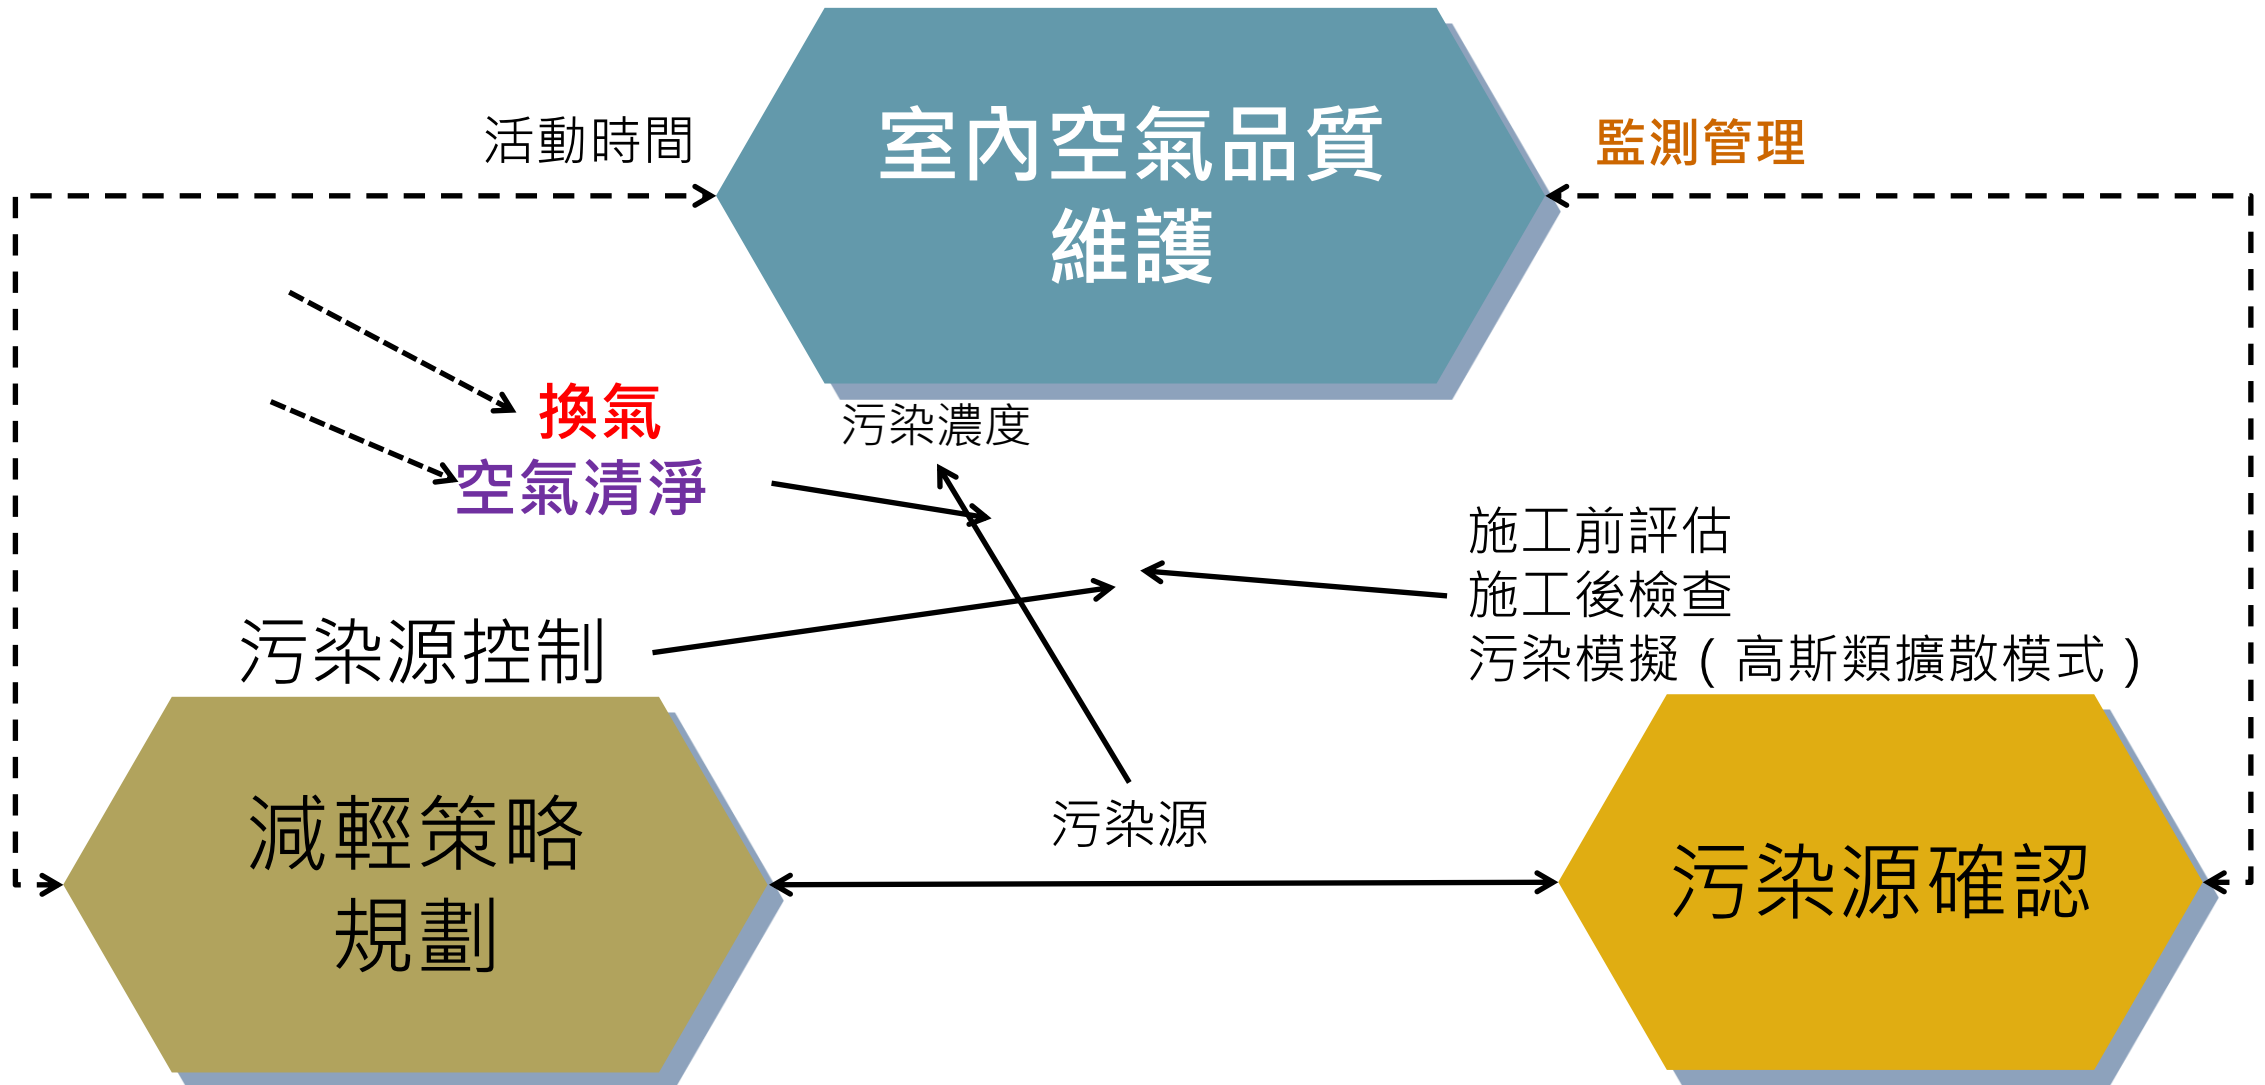 室內空氣品質
維護
活動時間
監測管理
換氣
空氣清淨
污染濃度
施工前評估
施工後檢查
污染模擬（高斯類擴散模式）
污染源控制
減輕策略
規劃
污染源
污染源確認